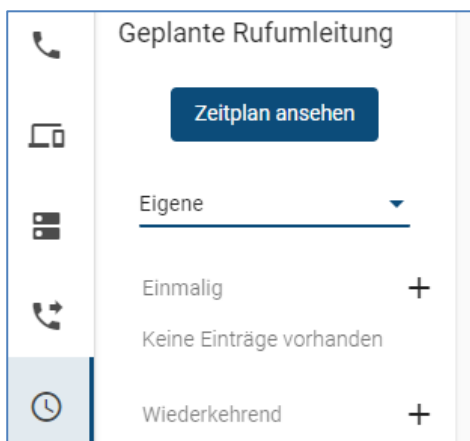 Geplante Rufumleitung
Zeitplan ansehen
Eigene
Einmalig
Keine Einträge vorhanden
Wiederkehrend